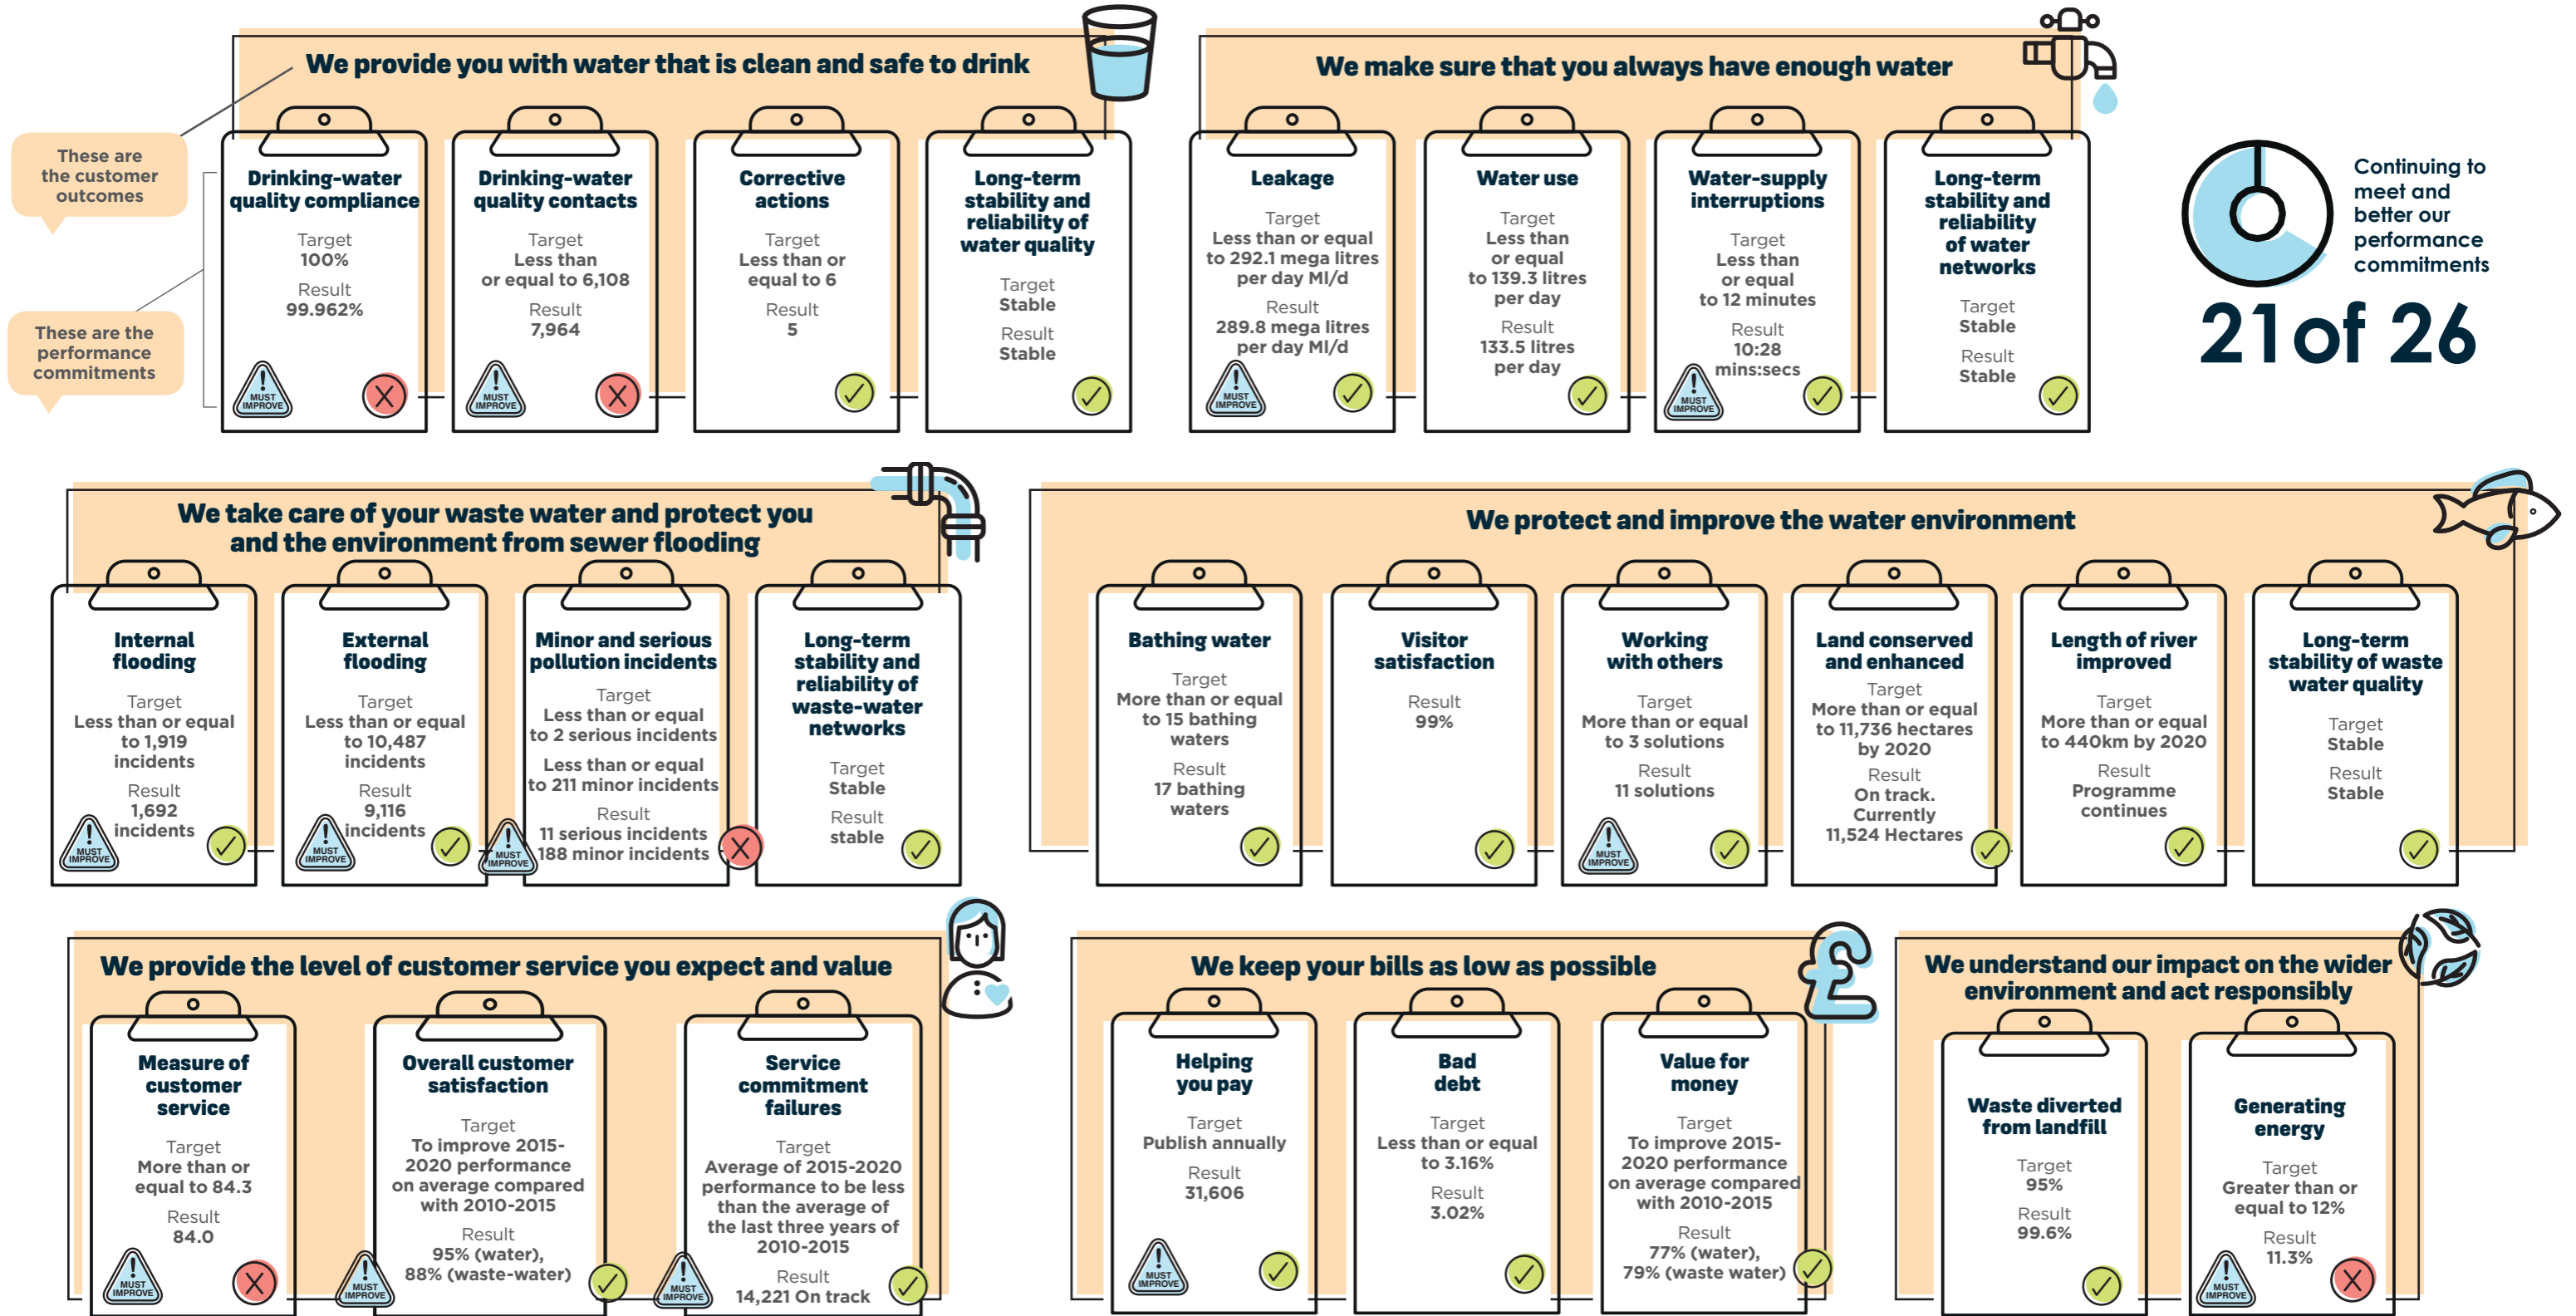 We provide you with water that is clean and safe to drink
These are
the customer
outcomes
These are the
performance
commitments
Drinking-water
quality compliance
Target
100%
Result
99.962%
!
MUST
IMPROVE
Drinking-water
quality contacts
Target
Less than
or equal to 6,108
Result
7,964
!
MUST
IMPROVE
Corrective
actions
Target
Less than or
equal to 6
Result
5
Long-term
stability and
reliability of
water quality
Target
Stable
Result
Stable
We make sure that you always have enough water
Leakage
Target
Less than or equal
to 292.1 mega litres
per day Ml/d
Result
289.8 mega litres
per day Ml/d
!
MUST
IMPROVE
Water use
Target
Less than
or equal
to 139.3 litres
per day
Result
133.5 litres
per day
Water-supply
interruptions
Target
Less than
or equal
to 12 minutes
Result
10:28
mins:secs
!
MUST
IMPROVE
Long-term
stability and
reliability
of water
networks
Target
Stable
Result
Stable
Continuing to
meet and
better our
performance
commitments
21 of 26
We take care of your waste water and protect you
and the environment from sewer flooding
Internal
flooding
Target
Less than or equal
to 1,919
incidents
Result
1,692
incidents
!
MUST
IMPROVE
External
flooding
Target
Less than or equal
to 10,487
incidents
Result
9,116
incidents
!
MUST
IMPROVE
Minor and serious
pollution incidents
Target
Less than or equal
to 2 serious incidents
Less than or equal
to 211 minor incidents
Result
11 serious incidents
188 minor incidents
!
MUST
IMPROVE
Long-term
stability and
reliability of
waste-water
networks
Target
Stable
Result
stable
We protect and improve the water environment
Bathing water
Target
More than or equal
to 15 bathing
waters
Result
17 bathing
waters
Visitor
satisfaction
Result
99%
Working
with others
Target
More than or equal
to 3 solutions
Result
11 solutions
!
MUST
IMPROVE
Land conserved
and enhanced
Target
More than or equal
to 11,736 hectares
by 2020
Result
On track.
Currently
11,524 Hectares
Length of river
improved
Target
More than or equal
to 440km by 2020
Result
Programme
continues
Long-term
stability of waste
water quality
Target
Stable
Result
Stable
We provide the level of customer service you expect and value
Measure of
customer
service
Target
More than or
equal to 84.3
Result
84.0
!
MUST
IMPROVE
Overall customer
satisfaction
Target
To improve 2015-
2020 performance
on average compared
with 2010-2015
Result
95% (water),
88% (waste-water)
!
MUST
IMPROVE
Service
commitment
failures
Target
Average of 2015-2020
performance to be less
than the average of
the last three years of
2010-2015
Result
14,221 On track
!
MUST
IMPROVE
We keep your bills as low as possible
Helping
you pay
Target
Publish annually
Result
31,606
!
MUST
IMPROVE
Bad
debt
Target
Less than or equal
to 3.16%
Result
3.02%
Value for
money
Target
To improve 2015-
2020 performance
on average compared
with 2010-2015
Result
77% (water),
79% (waste water)
£
We understand our impact on the wider
environment and act responsibly
Waste diverted
from landfill
Target
95%
Result
99.6%
Generating
energy
Target
Greater than or
equal to 12%
Result
11.3%
!
MUST
IMPROVE